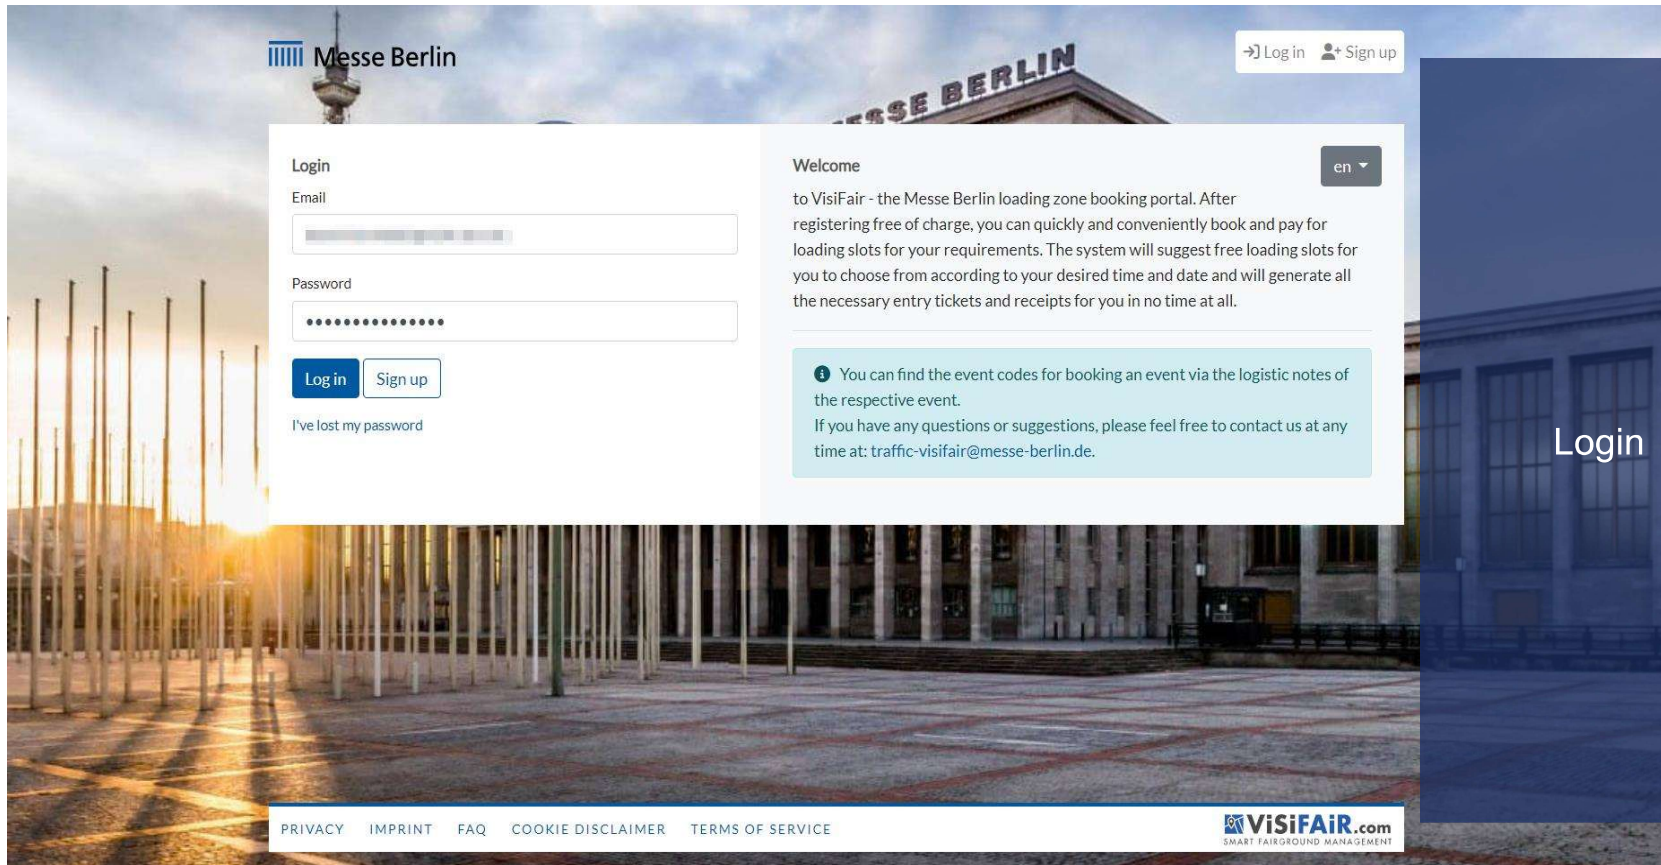 Messe Berlin
MESSE BERLIN
Log in Sign up
Login
Email
Password
•••••••••••••••
Log in Sign up
I've lost my password
Welcome
en
to VisiFair - the Messe Berlin loading zone booking portal. After
registering free of charge, you can quickly and conveniently book and pay for
loading slots for your requirements. The system will suggest free loading slots for
you to choose from according to your desired time and date and will generate all
the necessary entry tickets and receipts for you in no time at all.
You can find the event codes for booking an event via the logistic notes of
the respective event.
If you have any questions or suggestions, please feel free to contact us at any
time at: traffic-visifair@messe-berlin.de.
Login
PRIVACY IMPRINT FAQ COOKIE DISCLAIMER TERMS OF SERVICE
ViSiFAiR.com
SMART FAIRGROUND MANAGEMENT